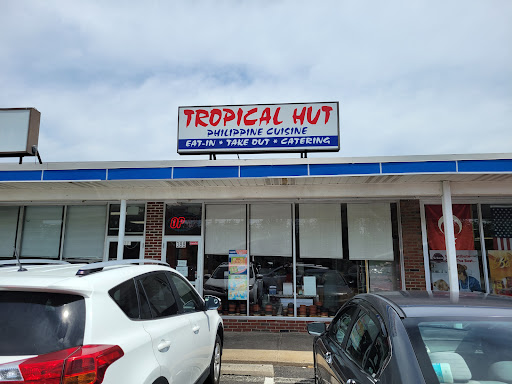 TROPICAL HUT
PHILIPPINE CUISINE
EAT-IN * TAKE OUT * CATERING